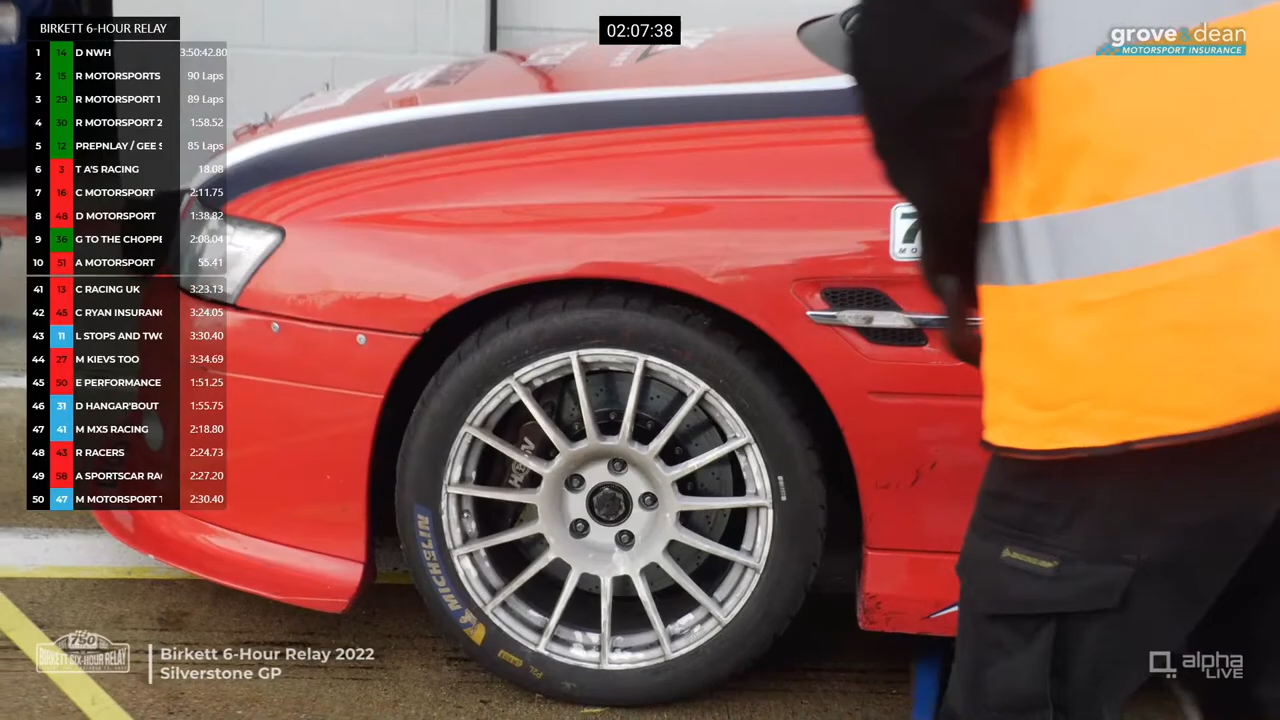 BIRKETT 6-HOUR RELAY
02:07:38
grove&dean
MOTORSPORT INSURANCE
1 14 D NWH 3:50:42.80
2 15 R MOTORSPORTS 90 Laps
3 29 R MOTORSPORT 1 89 Laps
4 30 R MOTORSPORT 2 1:58.52
5 12 PREPNLAY / GEE S 85 Laps
6 3 T A'S RACING 18.08
7 16 C MOTORSPORT 2:11.75
8 48 D MOTORSPORT 1:38.82
9 36 G TO THE CHOPPE 2:08.04
10 51 A MOTORSPORT 55.41
41 13 C RACING UK 3:23.13
42 45 C RYAN INSURANC 3:24.05
43 11 L STOPS AND TWO 3:30.40
44 27 M KIEVS TOO 3:34.69
45 50 E PERFORMANCE 1:51.25
46 31 D HANGAR'BOUT 1:55.75
47 41 M MX5 RACING 2:18.80
48 43 R RACERS 2:24.73
49 58 A SPORTSCAR RA 2:27.20
50 47 M MOTORSPORT 2:30.40
7
MICHELIN
1750
BIRKETT SIX-HOUR RELAY
Birkett 6-Hour Relay 2022
Silverstone GP
alpha
LIVE